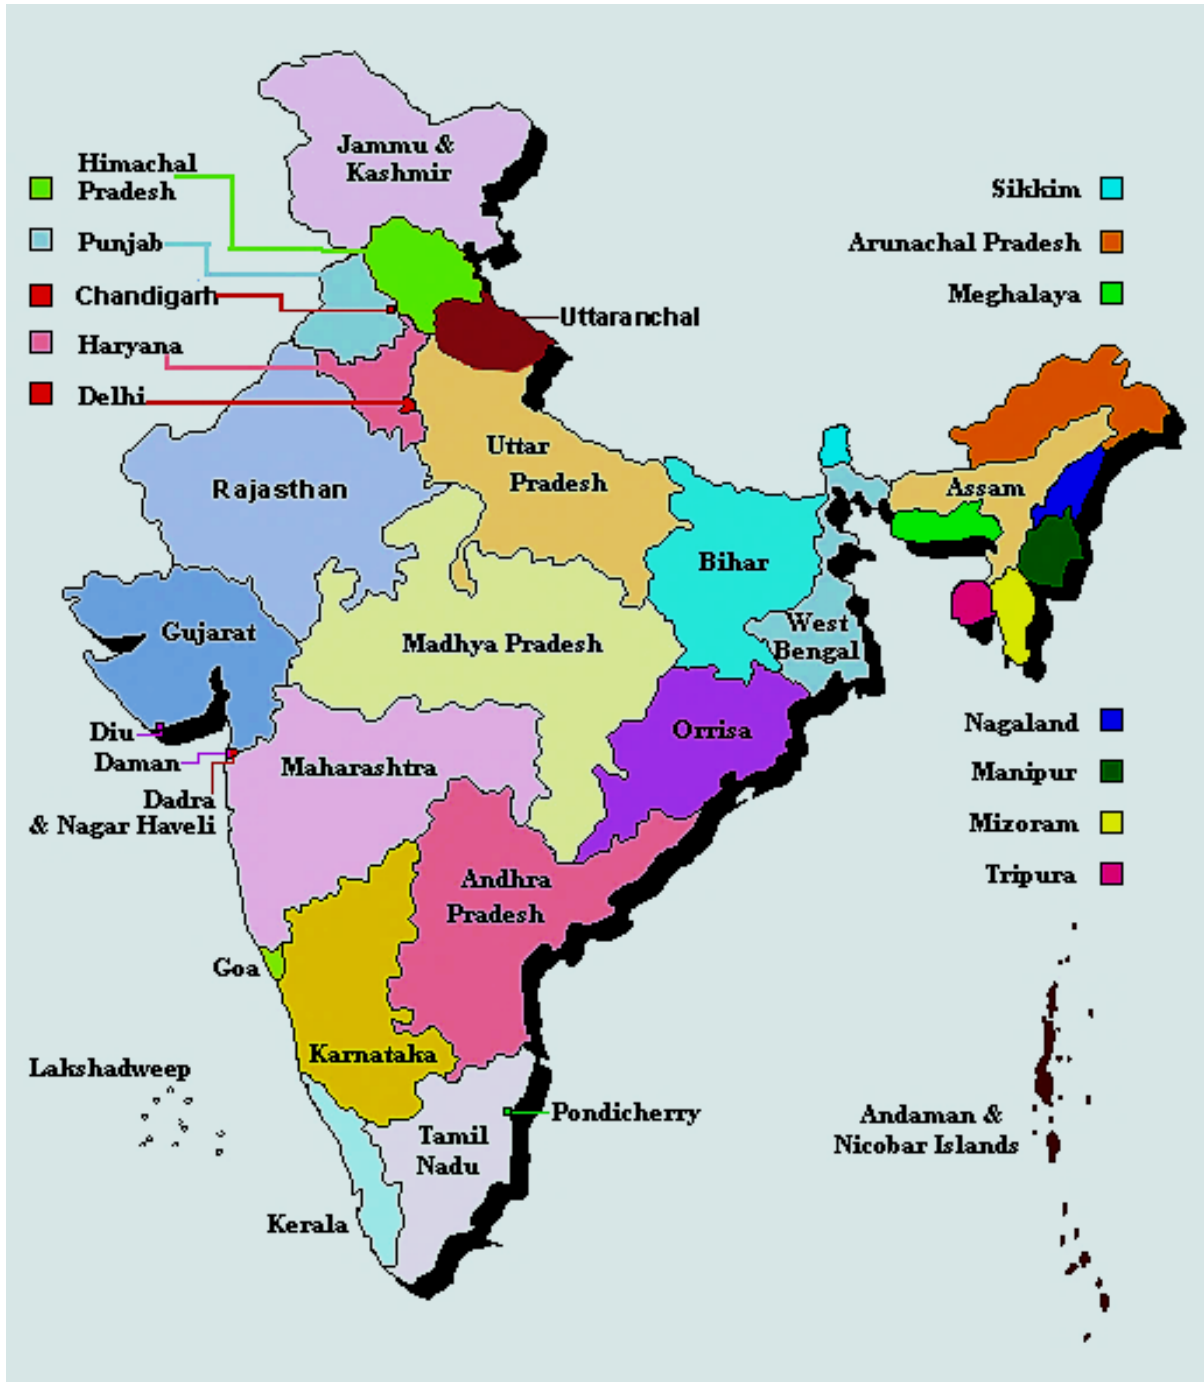 Jammu &
Kashmir
Himachal
Pradesh
Punjab
Chandigarh
Haryana
Delhi
Sikkim
Arunachal Pradesh
Meghalaya
Uttaranchal
Uttar
Pradesh
Rajasthan
Assam
Bihar
Gujarat
Madhya Pradesh
West
Bengal
Diu
Daman
Dadra
& Nagar Haveli
Maharashtra
Orrisa
Nagaland
Manipur
Mizoram
Tripura
Andhra
Pradesh
Goa
Karnataka
Lakshadweep
Pondicherry
Andaman &
Nicobar Islands
Tamil
Nadu
Kerala